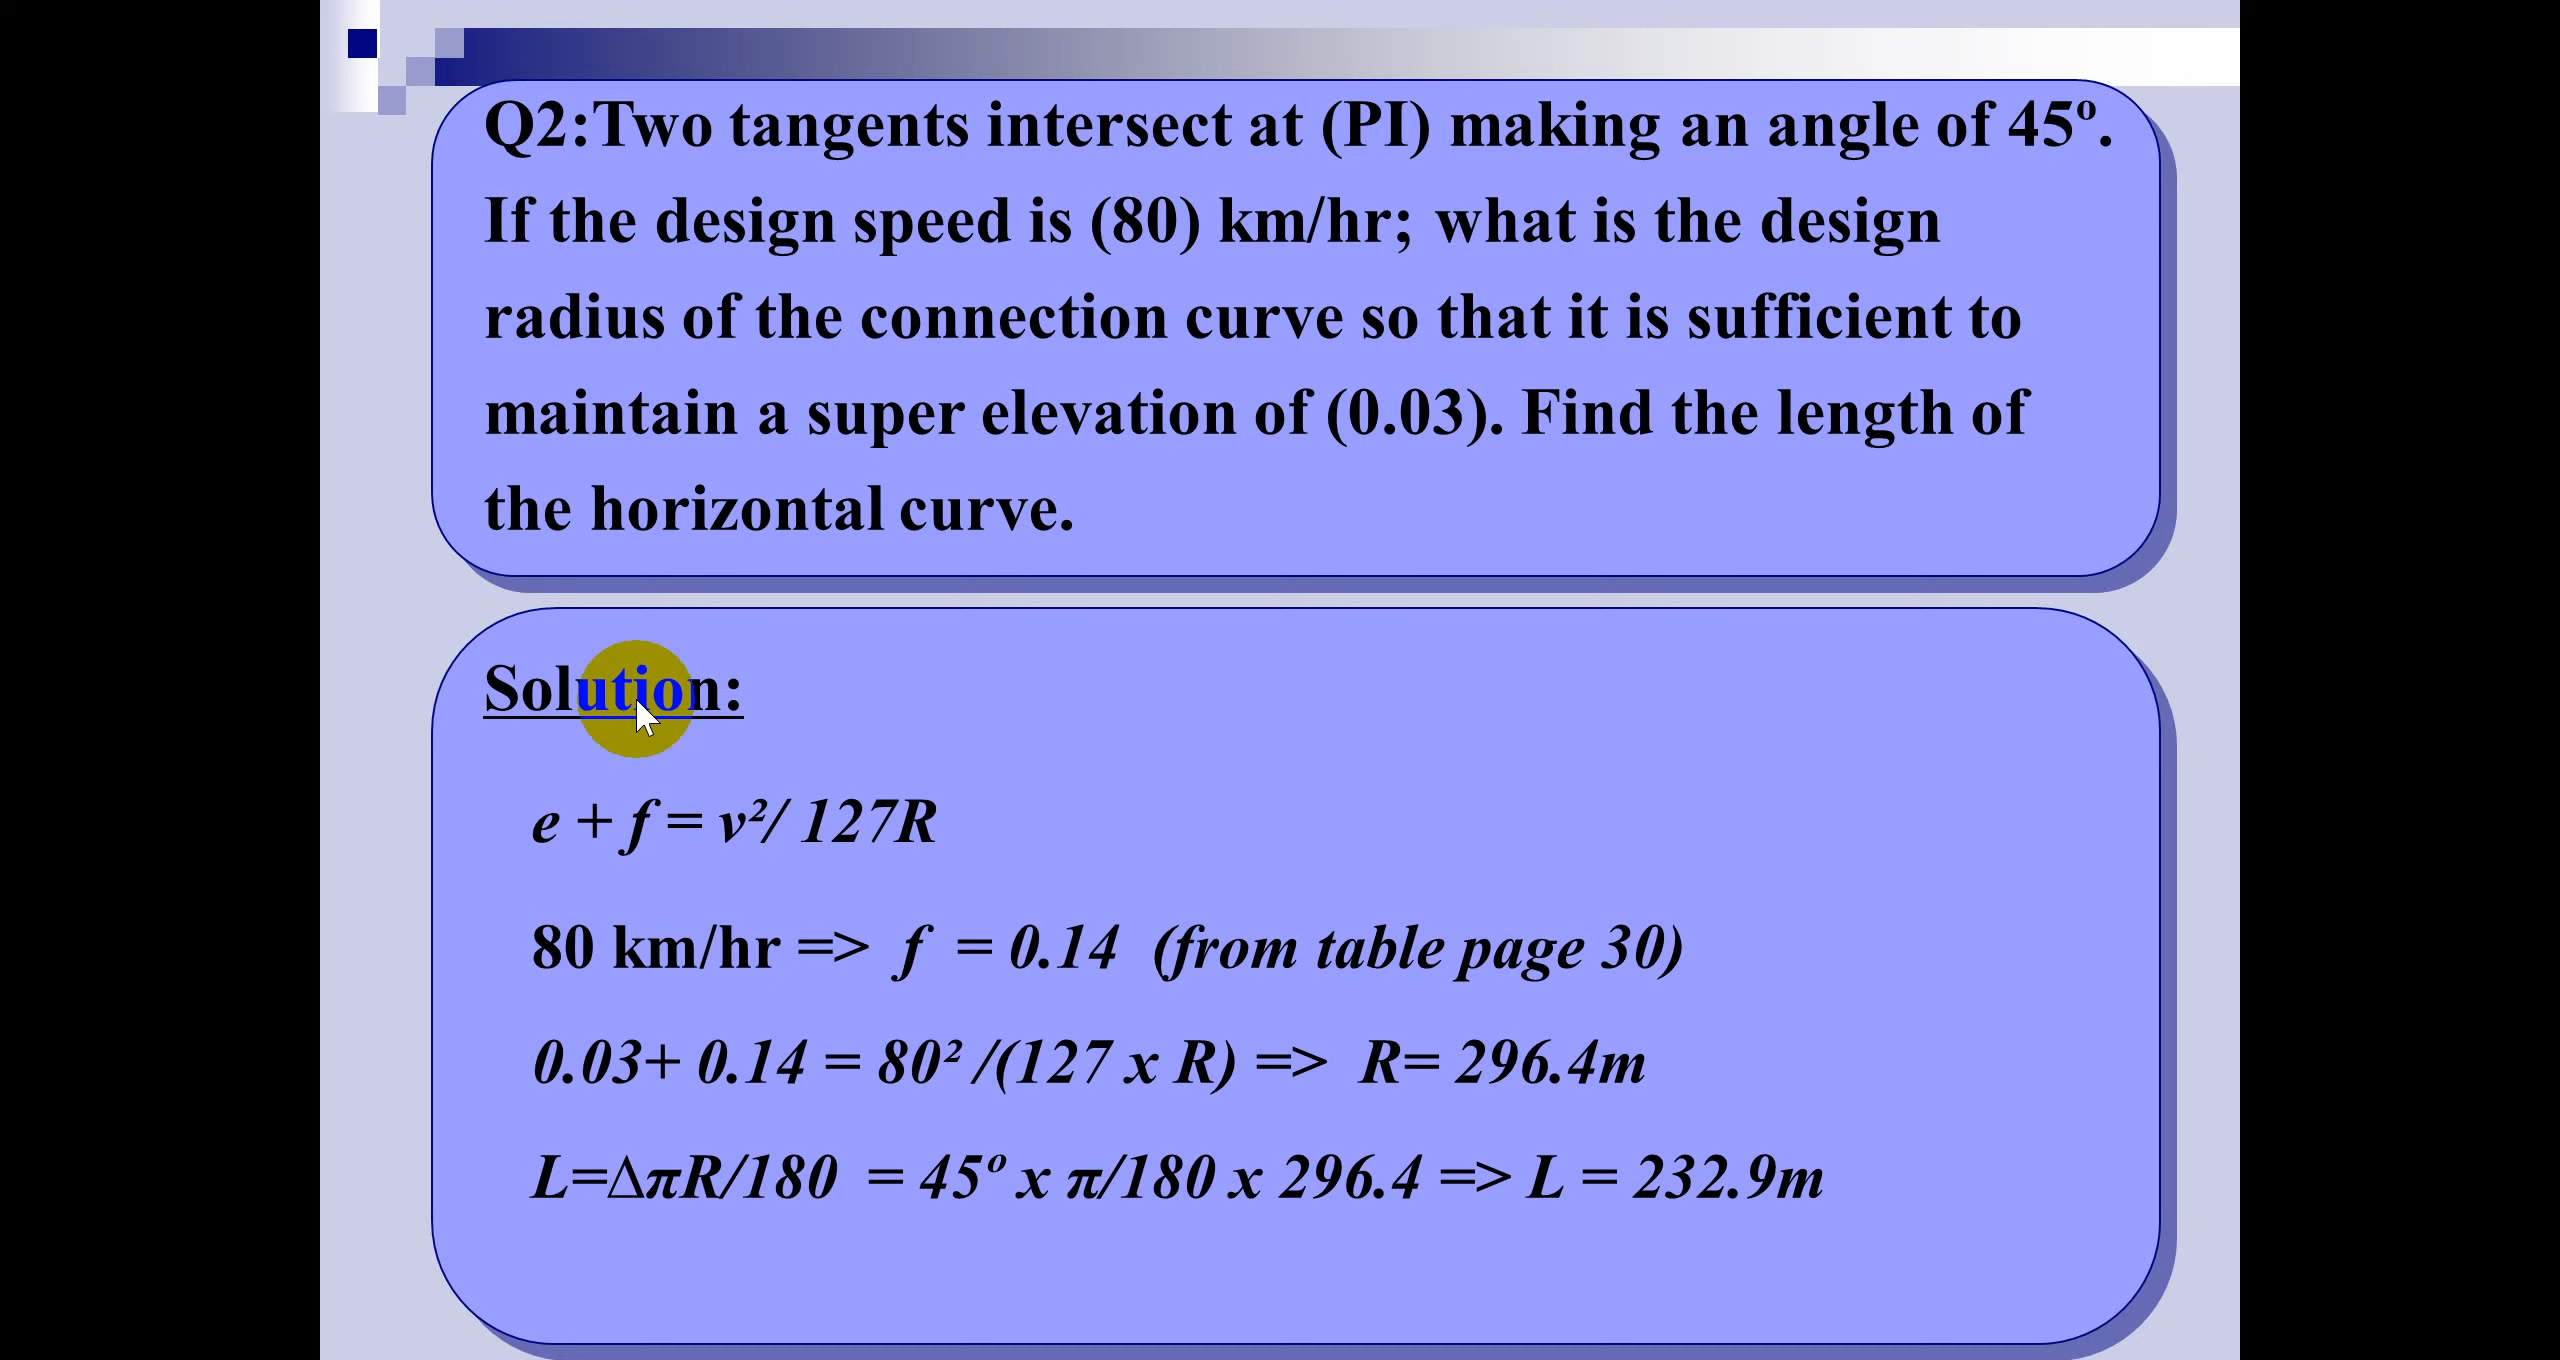 Q2:Two tangents intersect at (PI) making an angle of 45º.
If the design speed is (80) km/hr; what is the design
radius of the connection curve so that it is sufficient to
maintain a super elevation of (0.03). Find the length of
the horizontal curve.
Solution:
e + f = v²/ 127R
80 km/hr => f = 0.14 (from table page 30)
0.03+ 0.14 = 80² /(127 x R) => R= 296.4m
L=∆πR/180 = 45º x π/180 x 296.4 => L = 232.9m